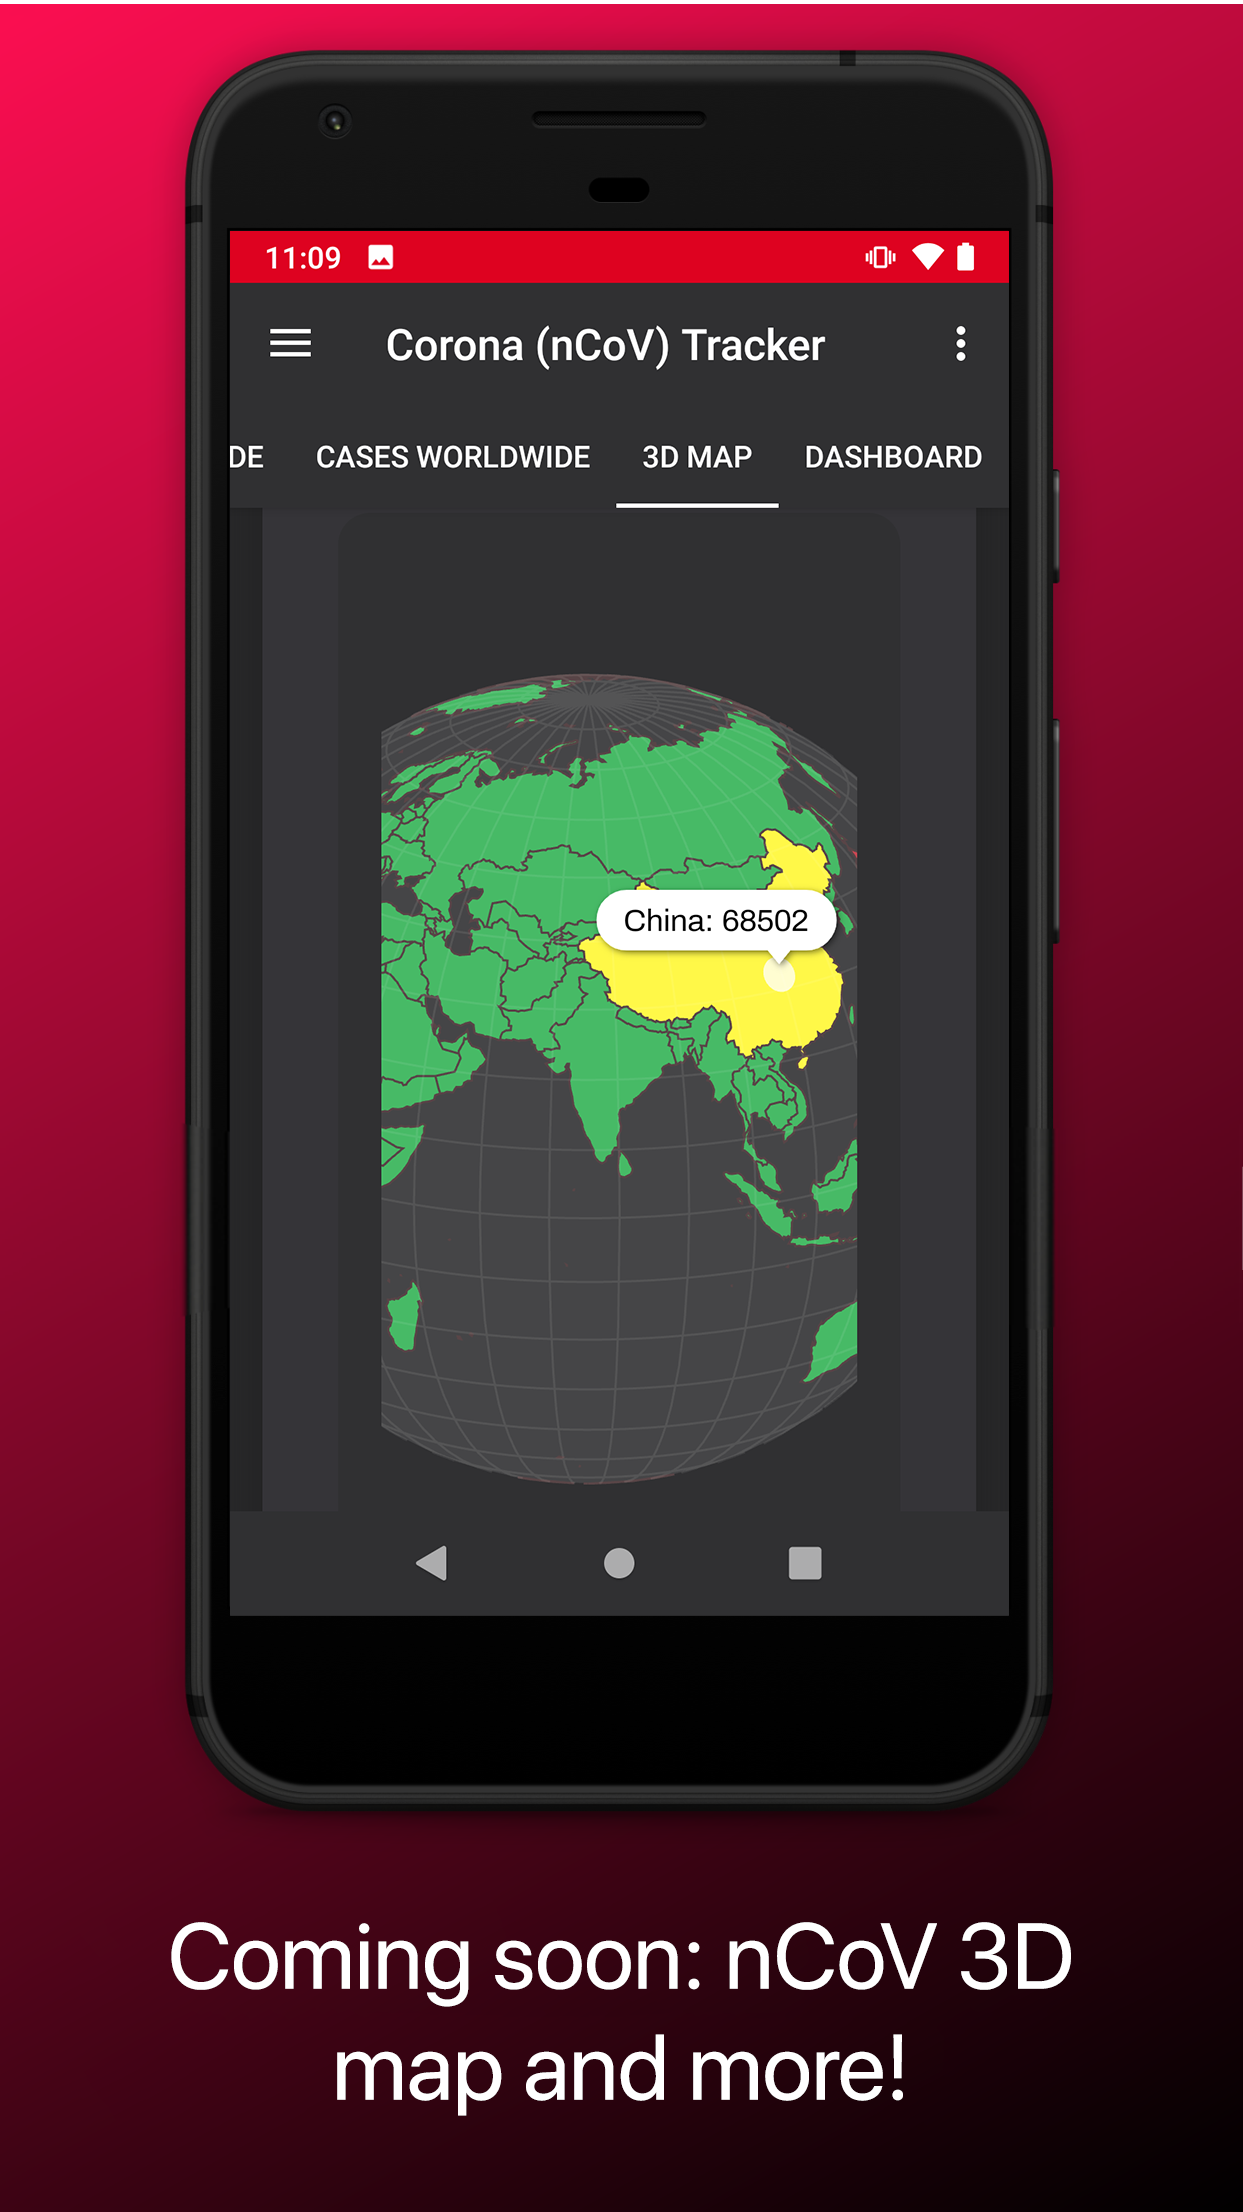 11:09
Corona (nCoV) Tracker
DE CASES WORLDWIDE 3D MAP DASHBOARD
China: 68502
Coming soon: nCoV 3D
map and more!